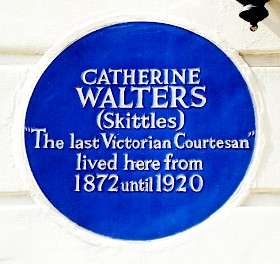 CATHERINE
WALTERS
(Skittles)
"The last Victorian Courtesan"
lived here from
1872 until 1920